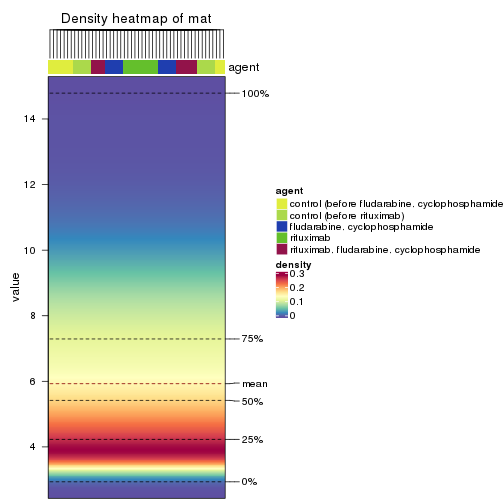 Density heatmap of mat
agent
100%
14
12
10
8
6
4
value
75%
mean
50%
25%
0%
agent
control (before fludarabine, cyclophosphamide
control (before rituximab)
fludarabine, cyclophosphamide
rituximab
rituximab, fludarabine, cyclophosphamide
density
0.3
0.2
0.1
0